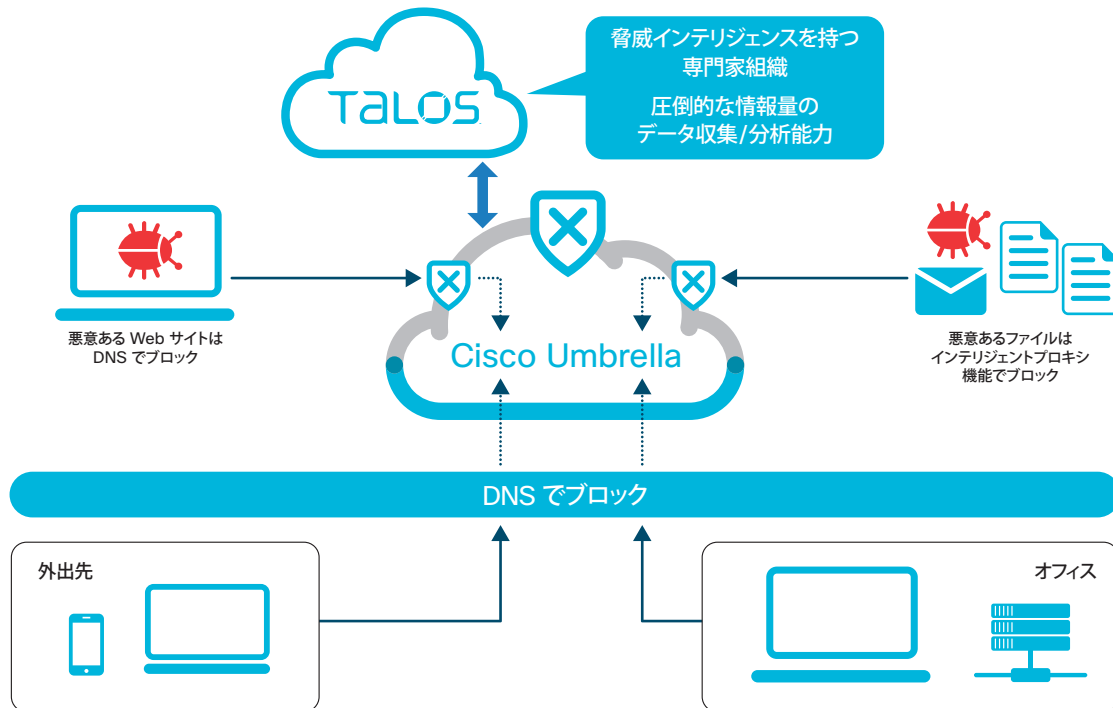 TALOS
脅威インテリジェンスを持つ
専門家組織
圧倒的な情報量の
データ収集/分析能力
悪意ある Web サイトは
DNS でブロック
Cisco Umbrella
悪意あるファイルは
インテリジェントプロキシ
機能でブロック
DNS でブロック
外出先
オフィス